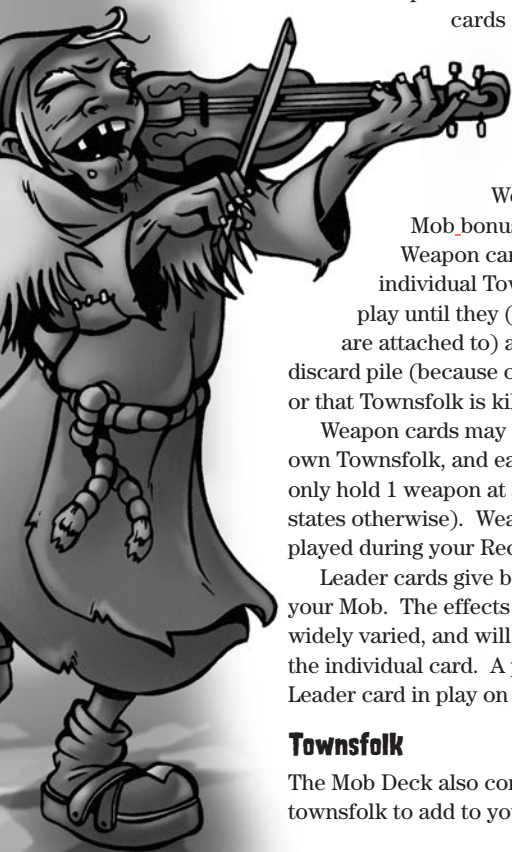 cards
We
Mob bonus
Weapon car
individual Tow
play until they (
are attached to) a
discard pile (because o
or that Townsfolk is kil
Weapon cards may
own Townsfolk, and ea
only hold 1 weapon at
states otherwise).  Wea
played during your Rec
Leader cards give b
your Mob.  The effects
widely varied, and will
the individual card.  A
Leader card in play on
Townsfolk
The Mob Deck also con
townsfolk to add to you